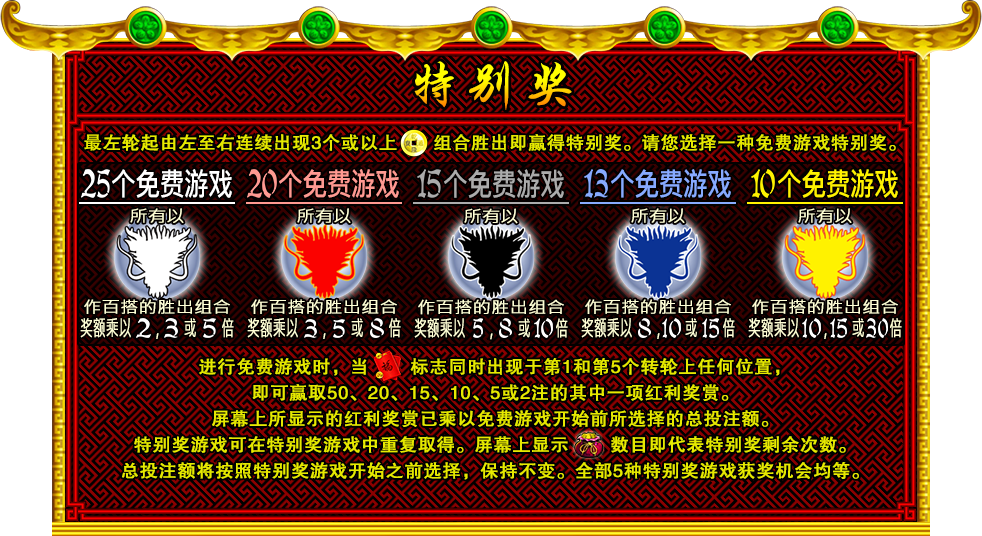 特别奖
最左轮起由左至右连续出现3个或以上 组合胜出即赢得特别奖。请您选择一种免费游戏特别奖。
25个免费游戏 20个免费游戏 15个免费游戏 13个免费游戏 10个免费游戏
所有以 所有以 所有以 所有以 所有以
作百搭的胜出组合 作百搭的胜出组合 作百搭的胜出组合 作百搭的胜出组合 作百搭的胜出组合
奖额乘以2,3或5倍 奖额乘以3,5或8倍 奖额乘以5,8或10倍 奖额乘以8,10或15倍 奖额乘以10,15或30倍
进行免费游戏时，当 标志同时出现于第1和第5个转轮上任何位置，
即可赢取50、20、15、10、5或2注的其中一项红利奖赏。
屏幕上所显示的红利奖赏已乘以免费游戏开始前所选择的总投注额。
特别奖游戏可在特别奖游戏中重复取得。屏幕上显示 数目即代表特别奖剩余次数。
总投注额将按照特别奖游戏开始之前选择，保持不变。全部5种特别奖游戏获奖机会均等。